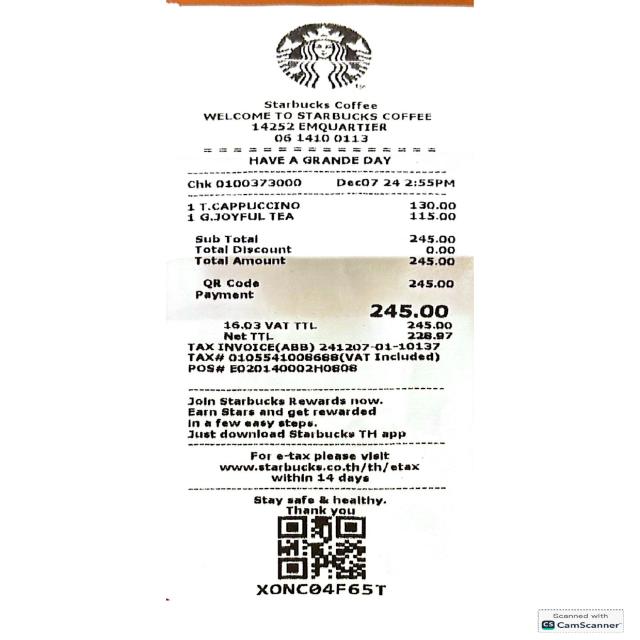 Starbucks Coffee
WELCOME TO STARBUCKS COFFEE
14252 EMQUARTIER
06 1410 0113
HAVE A GRANDE DAY
Chk 0100373000 Dec07 24 2:55PM
1 T.CAPPUCCINO 130.00
1 G.JOYFUL TEA 115.00
Sub Total 245.00
Total Discount 0.00
Total Amount 245.00
QR Code 245.00
Payment
245.00
16.03 VAT TTL 245.00
Net TTL 228.97
TAX INVOICE(ABB) 241207-01-10137
TAX# 0105541008688(VAT Included)
POS# E020140002H0808
Join Starbucks Rewards now.
Earn Stars and get rewarded
in a few easy steps.
Just download Starbucks TH app
For e-tax please visit
www.starbucks.co.th/th/etax
within 14 days
Stay safe & healthy.
Thank you
XONC04F65T
Scanned with
CS CamScanner